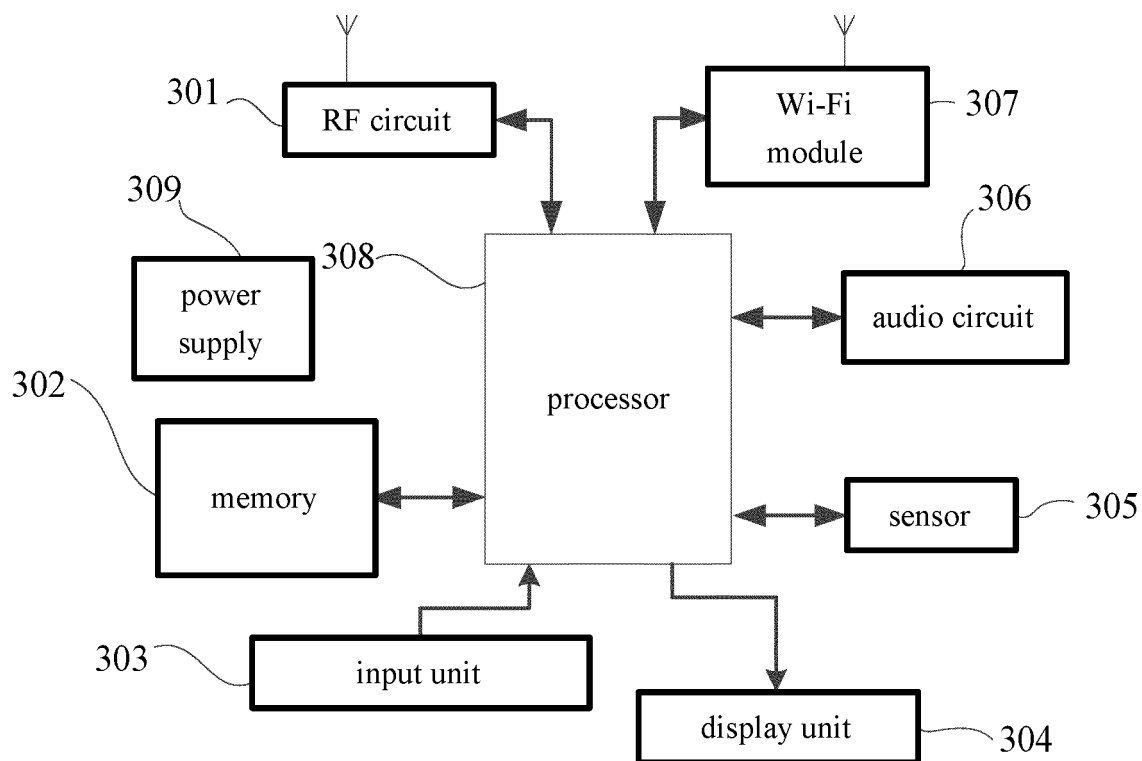 301
RF circuit
Wi-Fi
module
307
309
power
supply
308
306
audio circuit
302
memory
processor
sensor
305
303
input unit
display unit
304